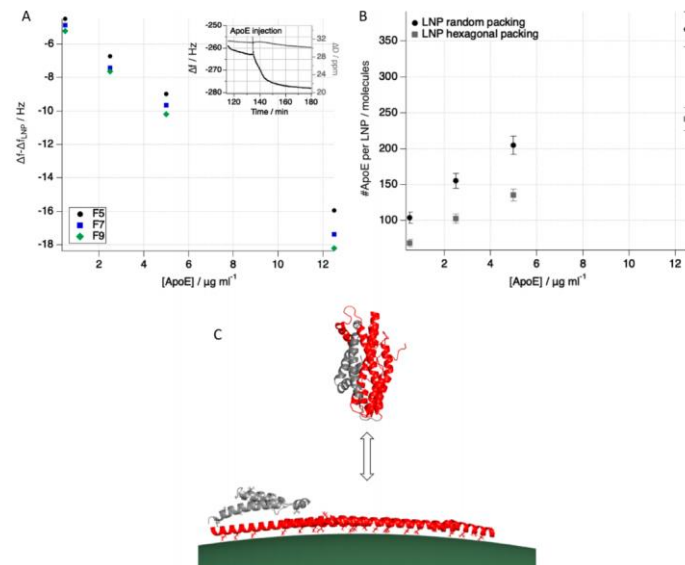 A
-6
-8
-10
-12
-14
-16
-18
Δf-Δf_LNP / Hz
2
4
6
8
10
12
[ApoE] / µg ml⁻¹
F5
F7
F9
ApoE injection
-250
-260
-270
-280
Δf / Hz
32
28
24
20
ΔD / ppm
120
140
160
180
Time / min
B
LNP random packing
LNP hexagonal packing
350
300
250
200
150
100
#ApoE per LNP / molecules
2
4
6
8
10
12
[ApoE] / µg ml⁻¹
C